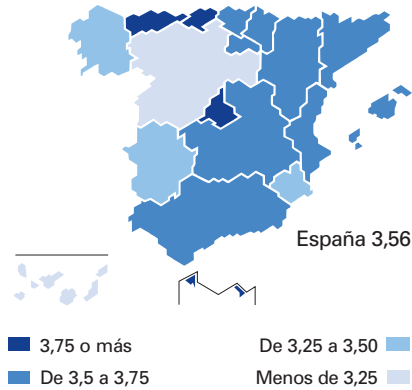 España 3,56
3,75 o más
De 3,25 a 3,50
De 3,5 a 3,75
Menos de 3,25